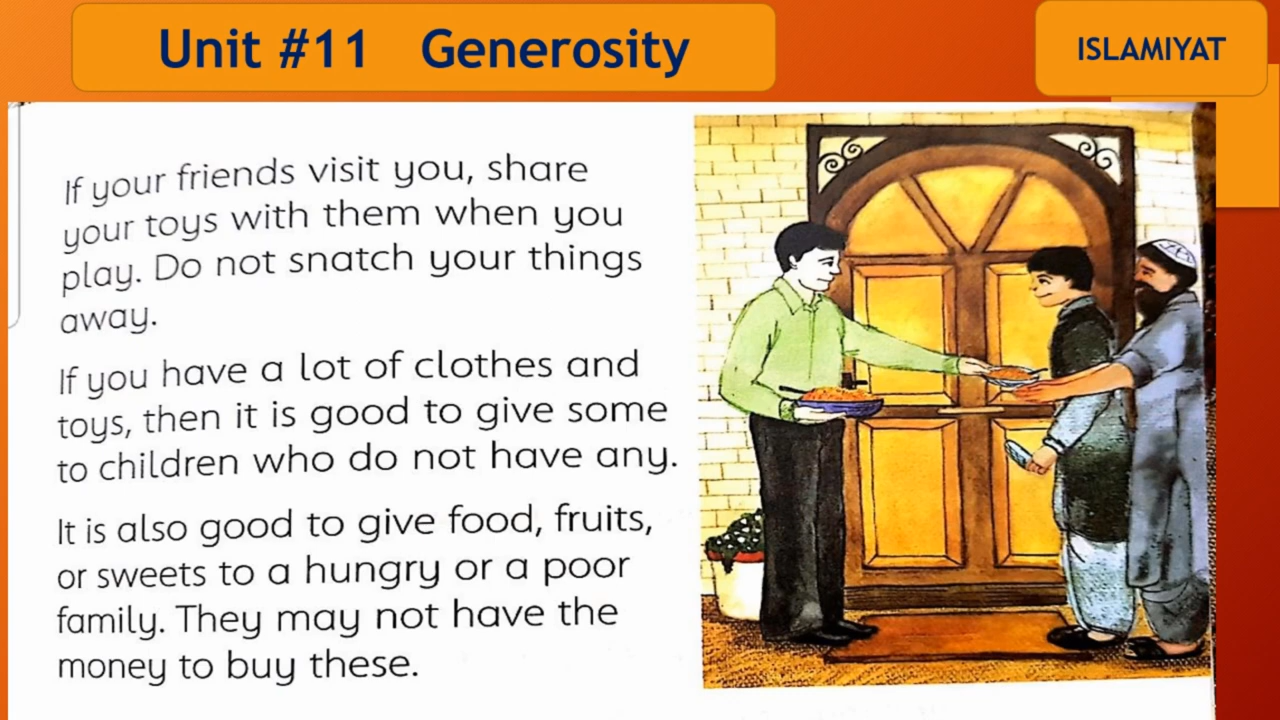 Unit #11 Generosity
ISLAMIYAT
If your friends visit you, share
your toys with them when you
play. Do not snatch your things
away.
If you have a lot of clothes and
toys, then it is good to give some
to children who do not have any.
It is also good to give food, fruits,
or sweets to a hungry or a poor
family. They may not have the
money to buy these.